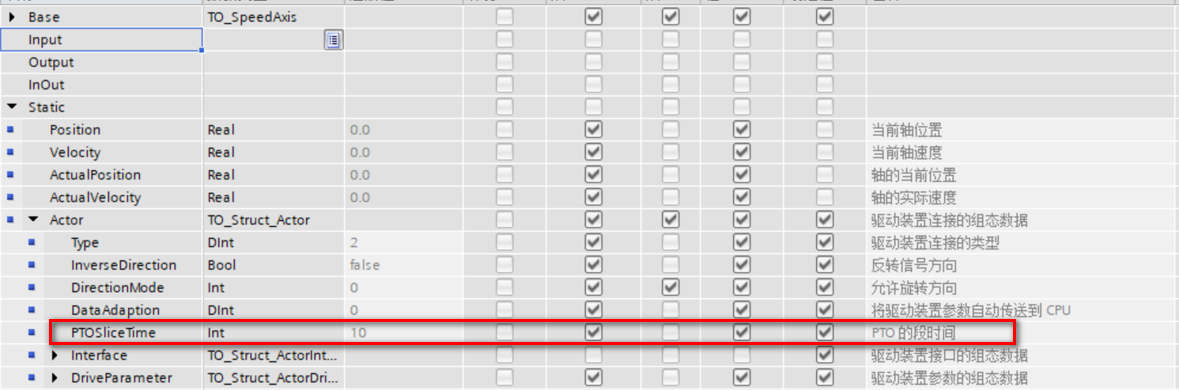 Base TO_SpeedAxis
Input
Output
InOut
Static
Position Real 0.0 当前轴位置
Velocity Real 0.0 当前轴速度
ActualPosition Real 0.0 轴的当前位置
ActualVelocity Real 0.0 轴的实际速度
Actor TO_Struct_Actor 驱动装置连接的组态数据
Type DInt 2 驱动装置连接的类型
InverseDirection Bool false 反转信号方向
DirectionMode Int 0 允许旋转方向
DataAdaption DInt 0 将驱动装置参数自动传送到 CPU
PTOSliceTime Int 10 PTO 的段时间
Interface TO_Struct_ActorInt... 驱动装置接口的组态数据
DriveParameter TO_Struct_ActorDri... 驱动装置参数的组态数据